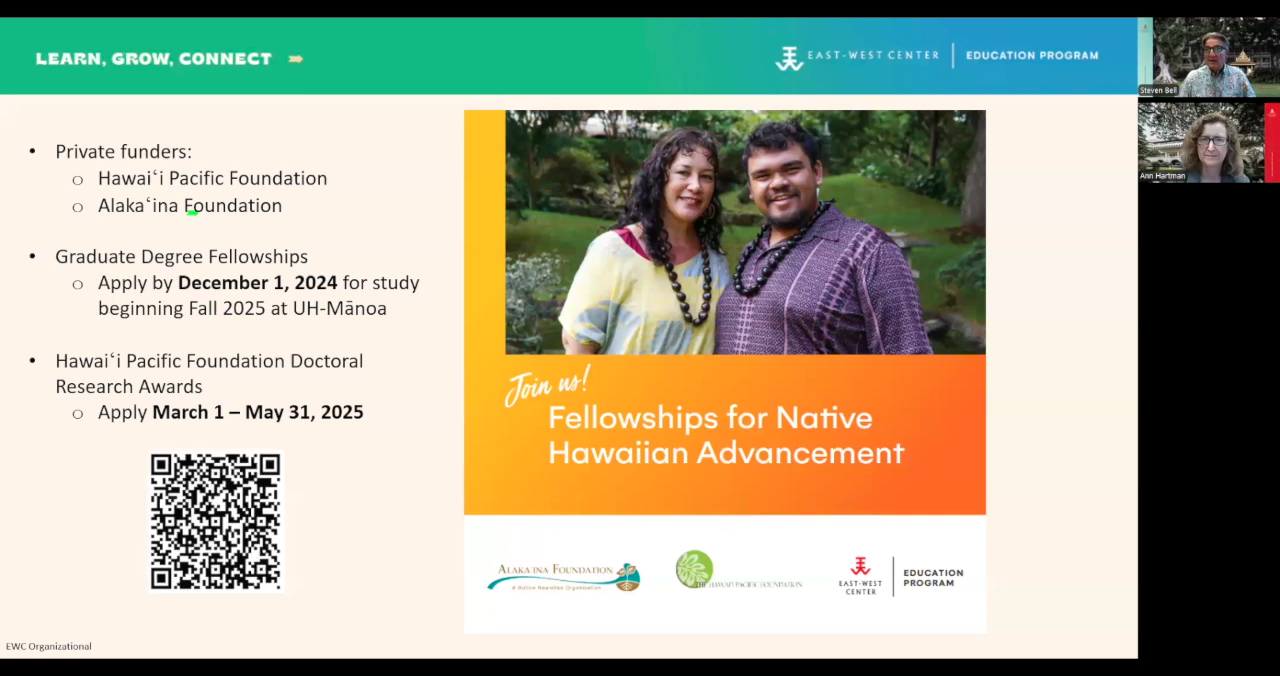 LEARN, GROW, CONNECT
EAST-WEST CENTER
EDUCATION PROGRAM
• Private funders:
o Hawaiʻi Pacific Foundation
o Alakaʻina Foundation
• Graduate Degree Fellowships
o Apply by December 1, 2024 for study
beginning Fall 2025 at UH-Mānoa
• Hawaiʻi Pacific Foundation Doctoral
Research Awards
o Apply March 1 – May 31, 2025
Join us!
Fellowships for Native
Hawaiian Advancement
ALAKAʻINA FOUNDATION
A Native Hawaiian Organization
THE HAWAIʻI PACIFIC FOUNDATION
EAST-WEST
CENTER
EDUCATION
PROGRAM
EWC Organizational
Steven Bell
Ann Hartman